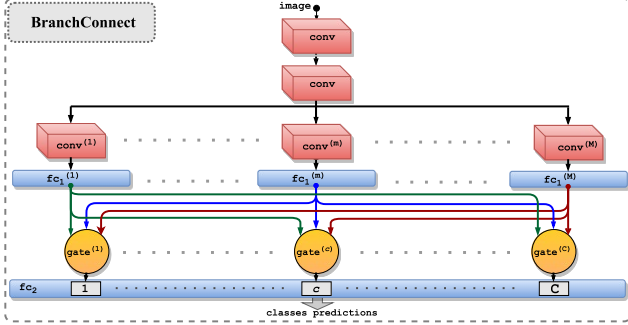 image
BranchConnect
conv
conv
conv(1) conv(m) conv(M)
fc1(1) fc1(m) fc1(M)
gate(1) gate(c) gate(C)
fc2 1 c C
classes predictions